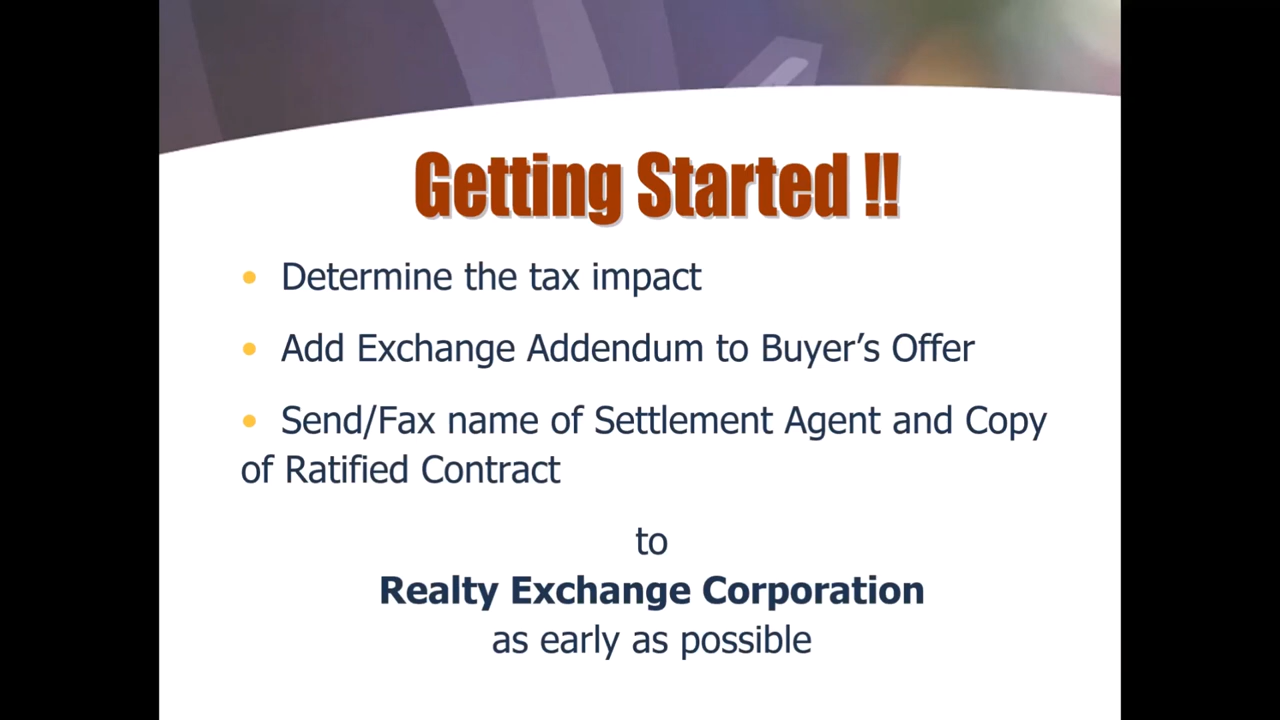 Getting Started !!
• Determine the tax impact
• Add Exchange Addendum to Buyer’s Offer
• Send/Fax name of Settlement Agent and Copy
of Ratified Contract
to
Realty Exchange Corporation
as early as possible